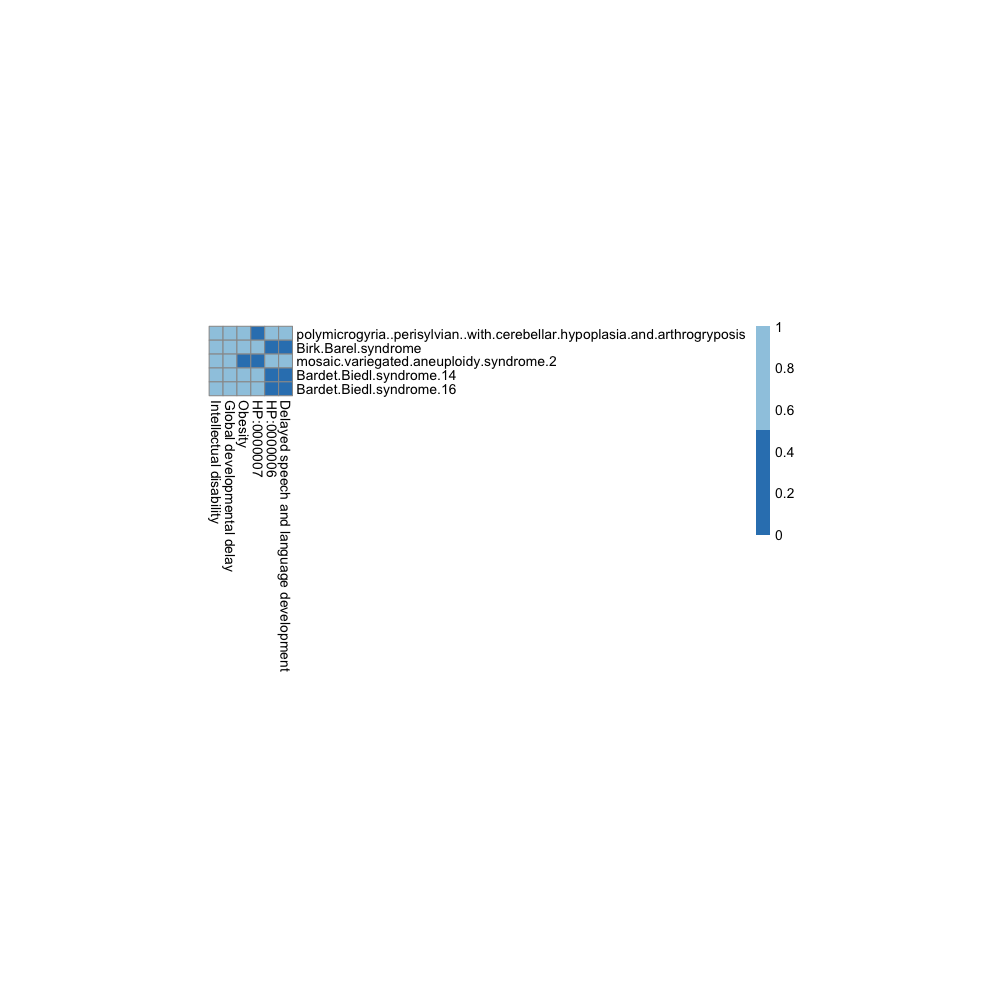 polymicrogyria..perisylvian..with.cerebellar.hypoplasia.and.arthrogryposis
Birk.Barel.syndrome
mosaic.variegated.aneuploidy.syndrome.2
Bardet.Biedl.syndrome.14
Bardet.Biedl.syndrome.16
Intellectual disability
Global developmental delay
Obesity
HP:0000007
HP:0000006
Delayed speech and language development
1
0.8
0.6
0.4
0.2
0